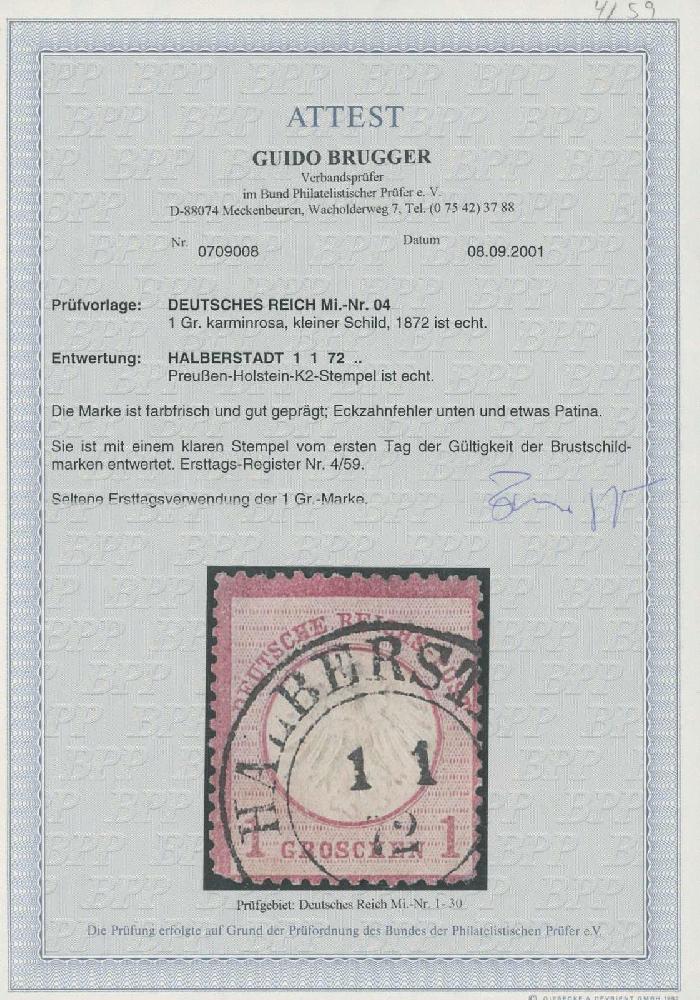 4/59
ATTEST
GUIDO BRUGGER
Verbandsprüfer
im Bund Philatelistischer Prüfer e. V.
D-88074 Meckenbeuren, Wacholderweg 7, Tel. (0 75 42) 37 88
Nr. 0709008 Datum 08.09.2001
Prüfvorlage: DEUTSCHES REICH Mi.-Nr. 04
1 Gr. karminrosa, kleiner Schild, 1872 ist echt.
Entwertung: HALBERSTADT 1 1 72 ..
Preußen-Holstein-K2-Stempel ist echt.
Die Marke ist farbfrisch und gut geprägt; Eckzahnfehler unten und etwas Patina.
Sie ist mit einem klaren Stempel vom ersten Tag der Gültigkeit der Brustschild-
marken entwertet. Ersttags-Register Nr. 4/59.
Seltene Ersttagsverwendung der 1 Gr.-Marke.
HALBERST
1 1
72
1 GROSCHEN 1
Prüfgebiet: Deutsches Reich Mi.-Nr. 1-30
Die Prüfung erfolgte auf Grund der Prüfordnung des Bundes der Philatelistischen Prüfer e.V.